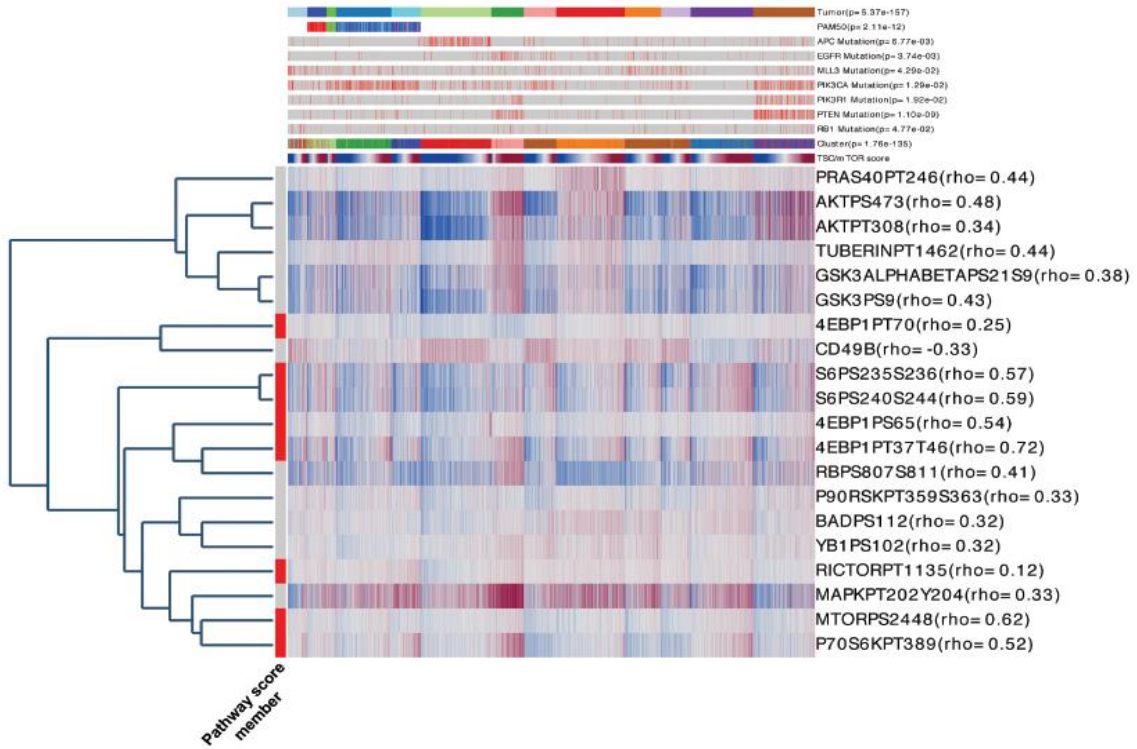 Tumor(p=5.37e-157)
PAM50(p=2.11e-12)
APC Mutation(p=6.77e-03)
EGFR Mutation(p=3.74e-03)
MLL3 Mutation(p=4.29e-02)
PIK3CA Mutation(p=1.29e-02)
PIK3R1 Mutation(p=1.92e-02)
PTEN Mutation(p=1.10e-09)
RB1 Mutation(p=4.77e-02)
Cluster(p=1.76e-135)
TSC/mTOR score
PRAS40PT246(rho= 0.44)
AKTPS473(rho= 0.48)
AKTPT308(rho= 0.34)
TUBERINPT1462(rho= 0.44)
GSK3ALPHABETAPS21S9(rho= 0.38)
GSK3PS9(rho= 0.43)
4EBP1PT70(rho= 0.25)
CD49B(rho= -0.33)
S6PS235S236(rho= 0.57)
S6PS240S244(rho= 0.59)
4EBP1PS65(rho= 0.54)
4EBP1PT37T46(rho= 0.72)
RBPS807S811(rho= 0.41)
P90RSKPT359S363(rho= 0.33)
BADPS112(rho= 0.32)
YB1PS102(rho= 0.32)
RICTORPT1135(rho= 0.12)
MAPKPT202Y204(rho= 0.33)
MTORPS2448(rho= 0.62)
P70S6KPT389(rho= 0.52)
Pathway score
member